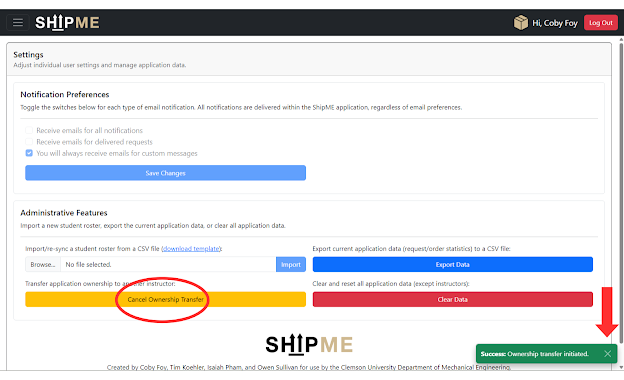 SHIPME
Hi, Coby Foy
Log Out
Settings
Adjust individual user settings and manage application data.
Notification Preferences
Toggle the switches below for each type of email notification. All notifications are delivered within the ShipME application, regardless of email preferences.
Receive emails for all notifications
Receive emails for delivered requests
You will always receive emails for custom messages
Save Changes
Administrative Features
Import a new student roster, export the current application data, or clear all application data.
Import/re-sync a student roster from a CSV file (download template):
Browse... No file selected. Import
Export current application data (request/order statistics) to a CSV file:
Export Data
Transfer application ownership to another instructor:
Cancel Ownership Transfer
Clear and reset all application data (except instructors):
Clear Data
SHIPME
Success: Ownership transfer initiated.
Created by Coby Foy, Tim Koehler, Isaiah Pham, and Owen Sullivan for use by the Clemson University Department of Mechanical Engineering.